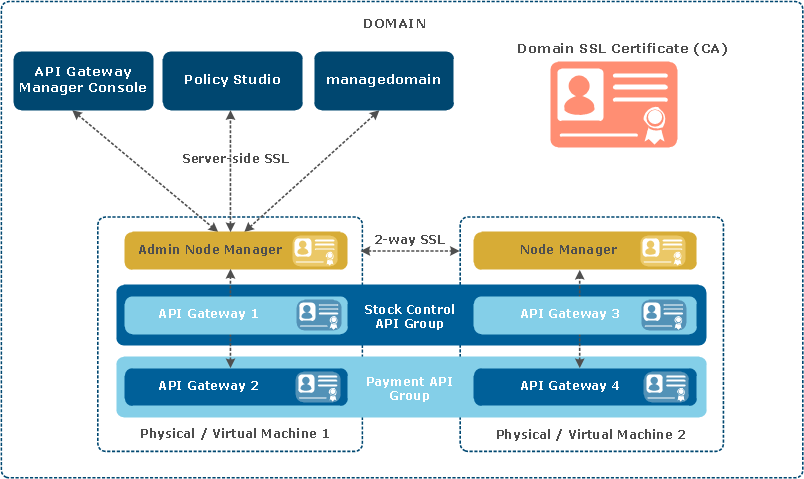 DOMAIN
Domain SSL Certificate (CA)
API Gateway
Manager Console
Policy Studio
managedomain
Server-side SSL
Admin Node Manager
2-way SSL
Node Manager
API Gateway 1
Stock Control
API Group
API Gateway 3
API Gateway 2
Payment API
Group
API Gateway 4
Physical / Virtual Machine 1
Physical / Virtual Machine 2